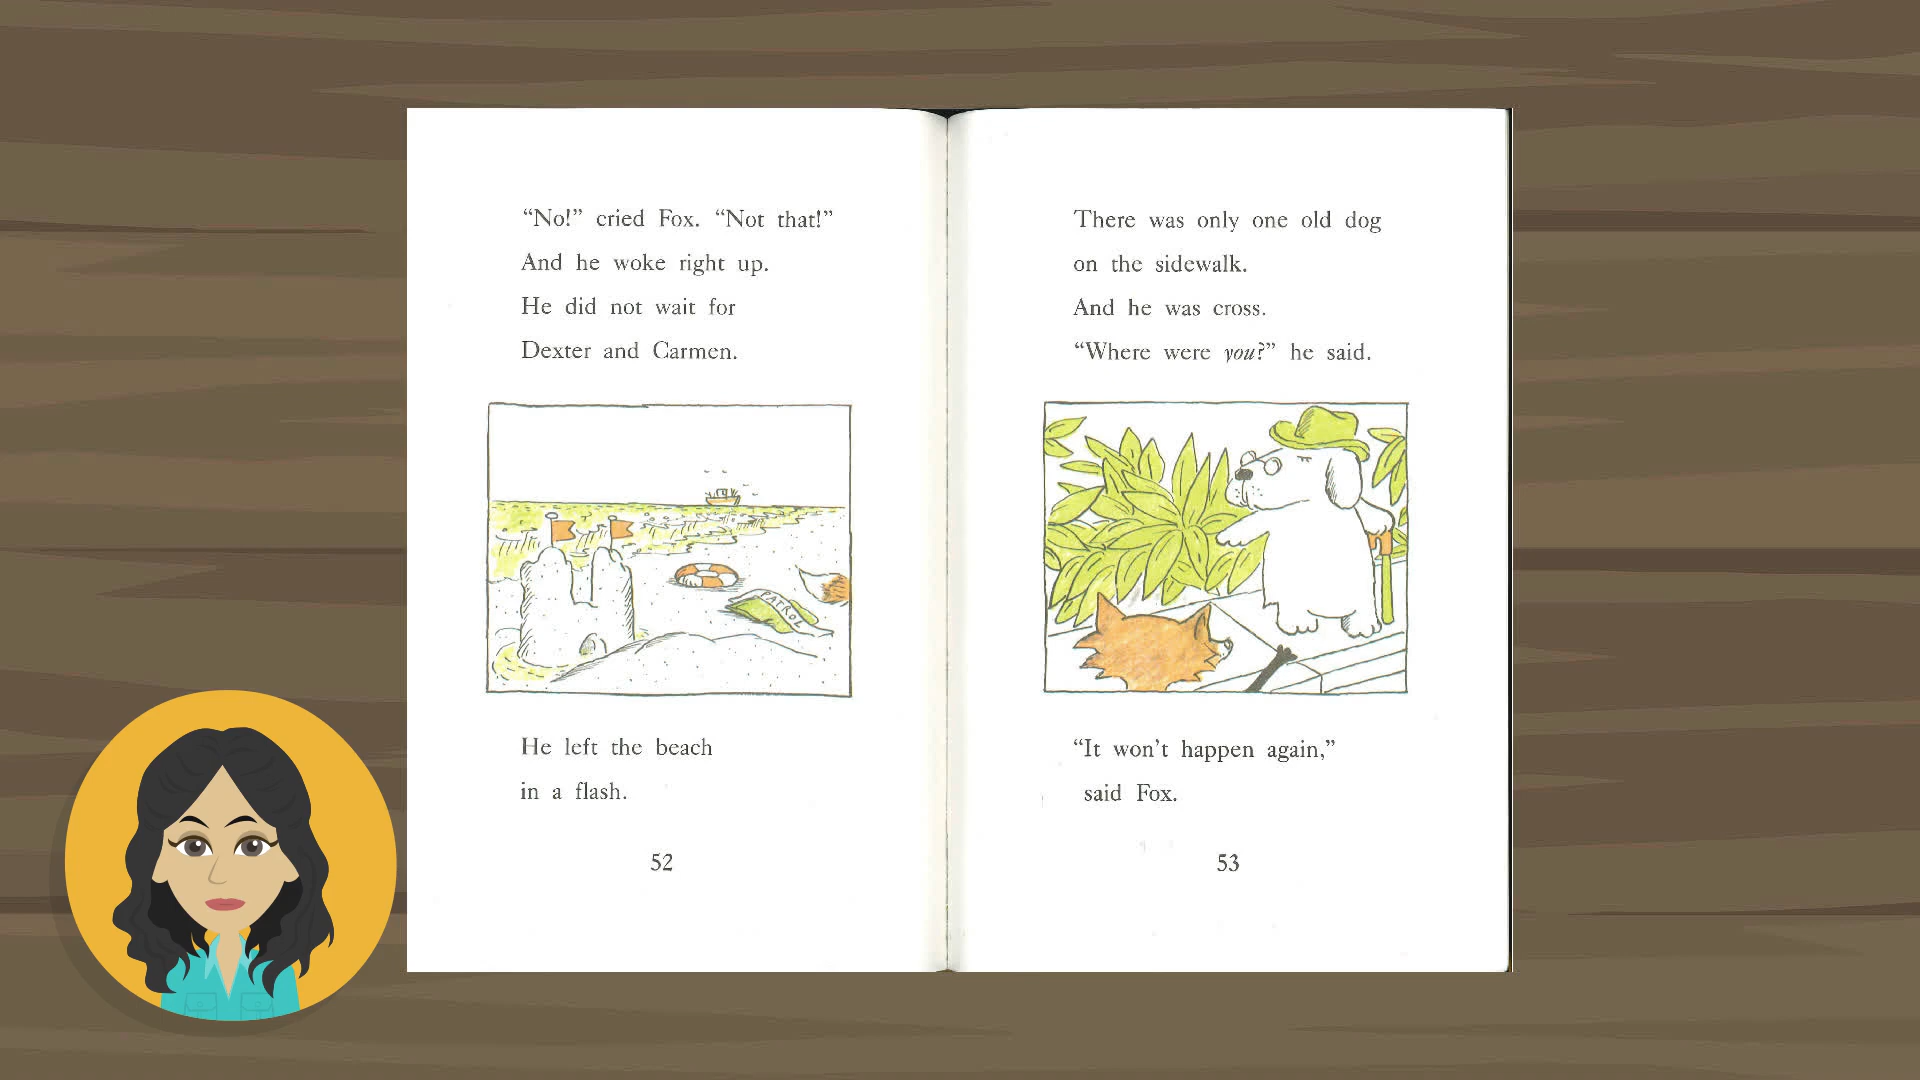 “No!” cried Fox. “Not that!”
And he woke right up.
He did not wait for
Dexter and Carmen.
PATROL
He left the beach
in a flash.
52
There was only one old dog
on the sidewalk.
And he was cross.
“Where were you?” he said.
“It won’t happen again,”
said Fox.
53